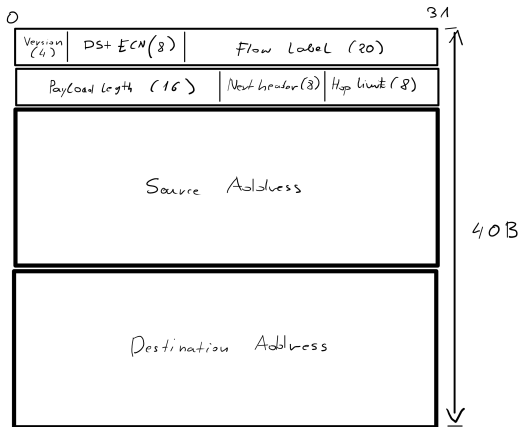 0 31
Version (4) DS+ ECN(8) Flow Label (20)
Payload Legth (16) Next header(8) Hop limit (8)
Source Address
40B
Destination Address